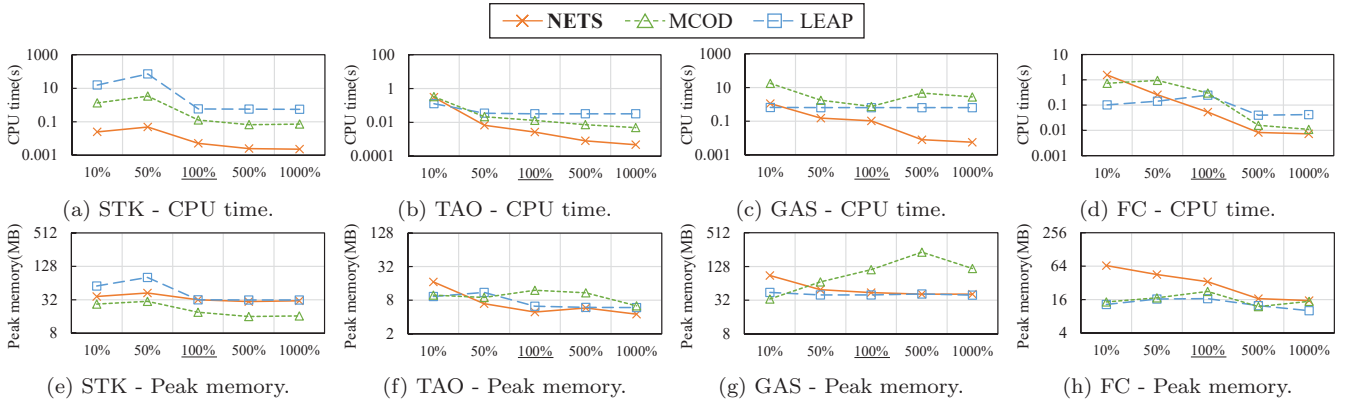 NETS MCOD LEAP
CPU time(s) 1000 10 0.1 0.001
10% 50% 100% 500% 1000%
(a) STK - CPU time.
CPU time(s) 100 1 0.01 0.0001
10% 50% 100% 500% 1000%
(b) TAO - CPU time.
CPU time(s) 1000 10 0.1 0.001
10% 50% 100% 500% 1000%
(c) GAS - CPU time.
CPU time(s) 10 1 0.1 0.01 0.001
10% 50% 100% 500% 1000%
(d) FC - CPU time.
Peak memory(MB) 512 128 32 8
10% 50% 100% 500% 1000%
(e) STK - Peak memory.
Peak memory(MB) 128 32 8 2
10% 50% 100% 500% 1000%
(f) TAO - Peak memory.
Peak memory(MB) 512 128 32 8
10% 50% 100% 500% 1000%
(g) GAS - Peak memory.
Peak memory(MB) 256 64 16 4
10% 50% 100% 500% 1000%
(h) FC - Peak memory.